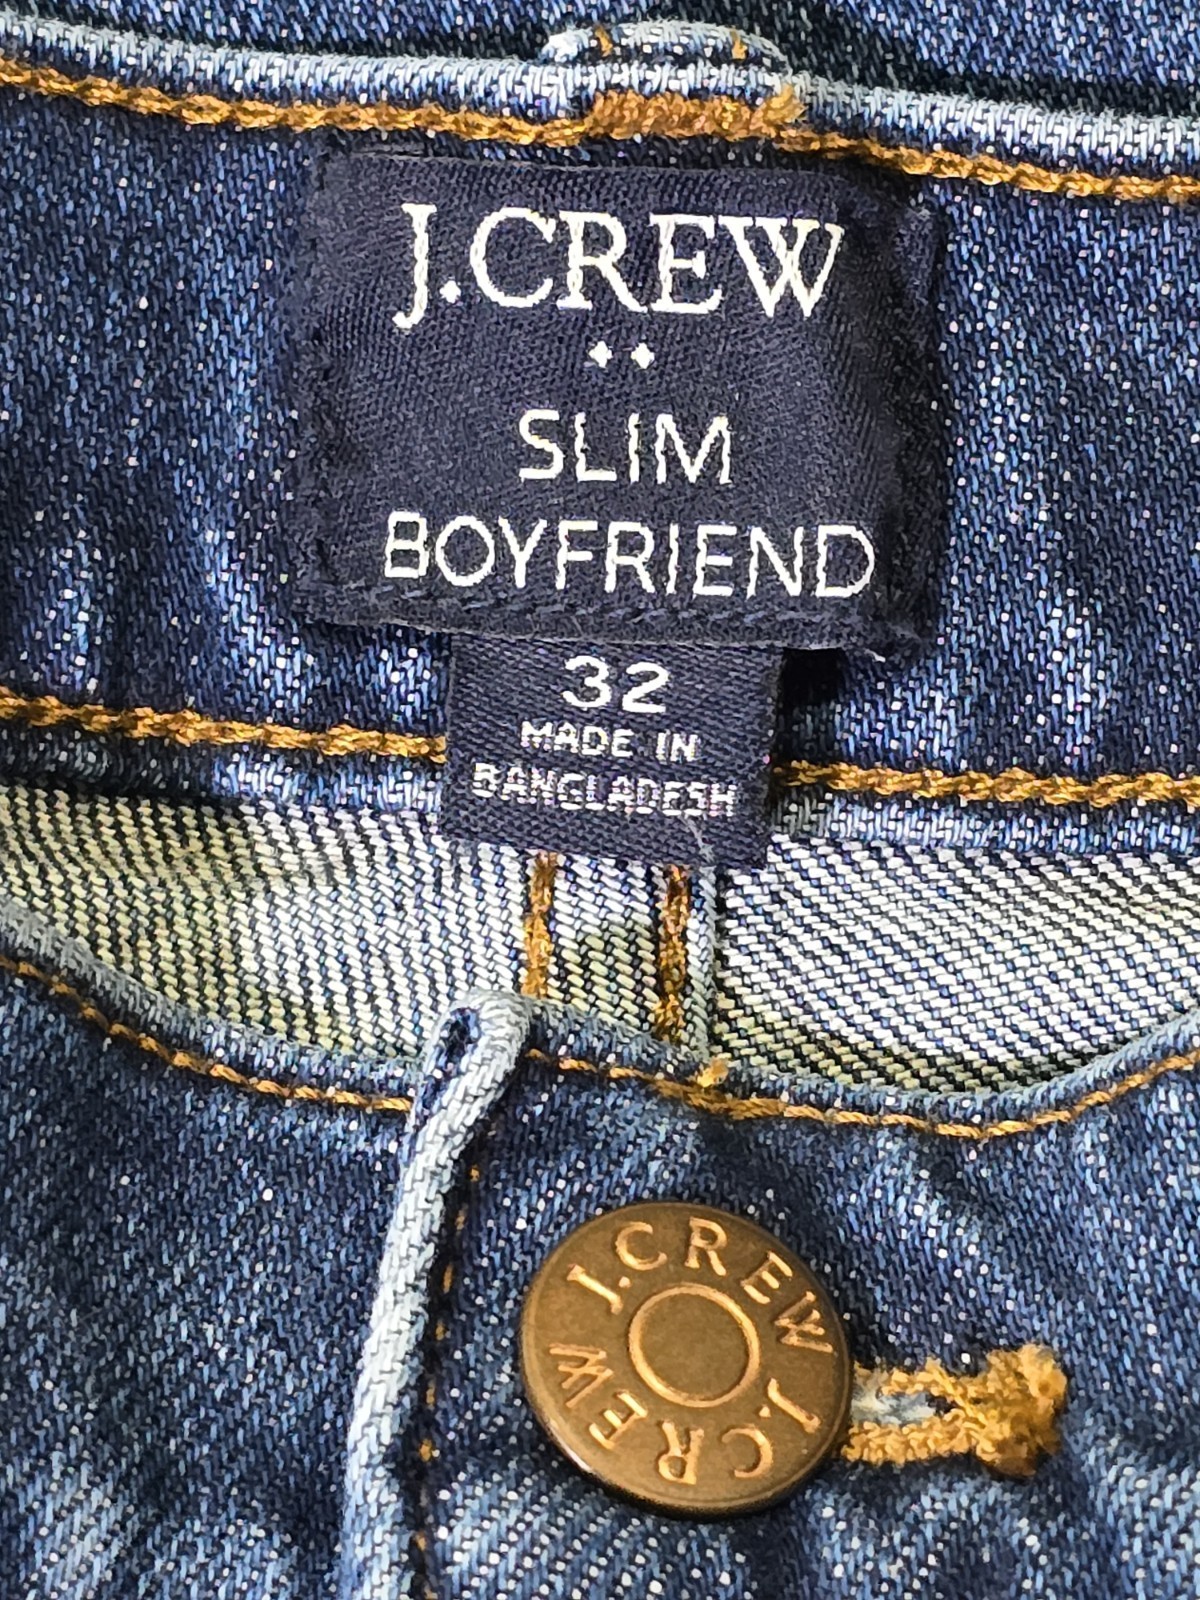 J.CREW
SLIM
BOYFRIEND
32
MADE IN
BANGLADESH
J.CREW J.CREW